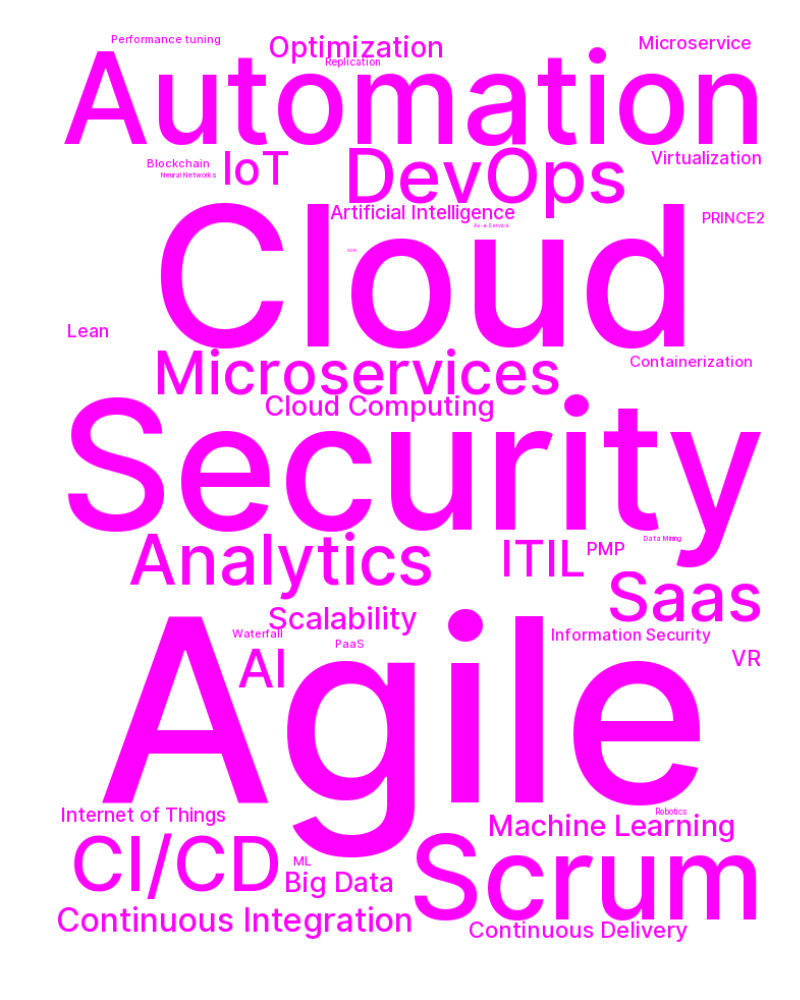 Performance tuning
Optimization
Microservice
Replication
Automation
Blockchain
IoT
DevOps
Virtualization
Neural Networks
Artificial Intelligence
PRINCE2
As-a-Service
Cloud
Lean
Microservices
Containerization
Cloud Computing
Security
Analytics
ITIL
PMP
Data Mining
Saas
Scalability
Waterfall
Information Security
PaaS
AI
VR
Agile
Internet of Things
Robotics
Machine Learning
CI/CD
ML
Big Data
Scrum
Continuous Integration
Continuous Delivery